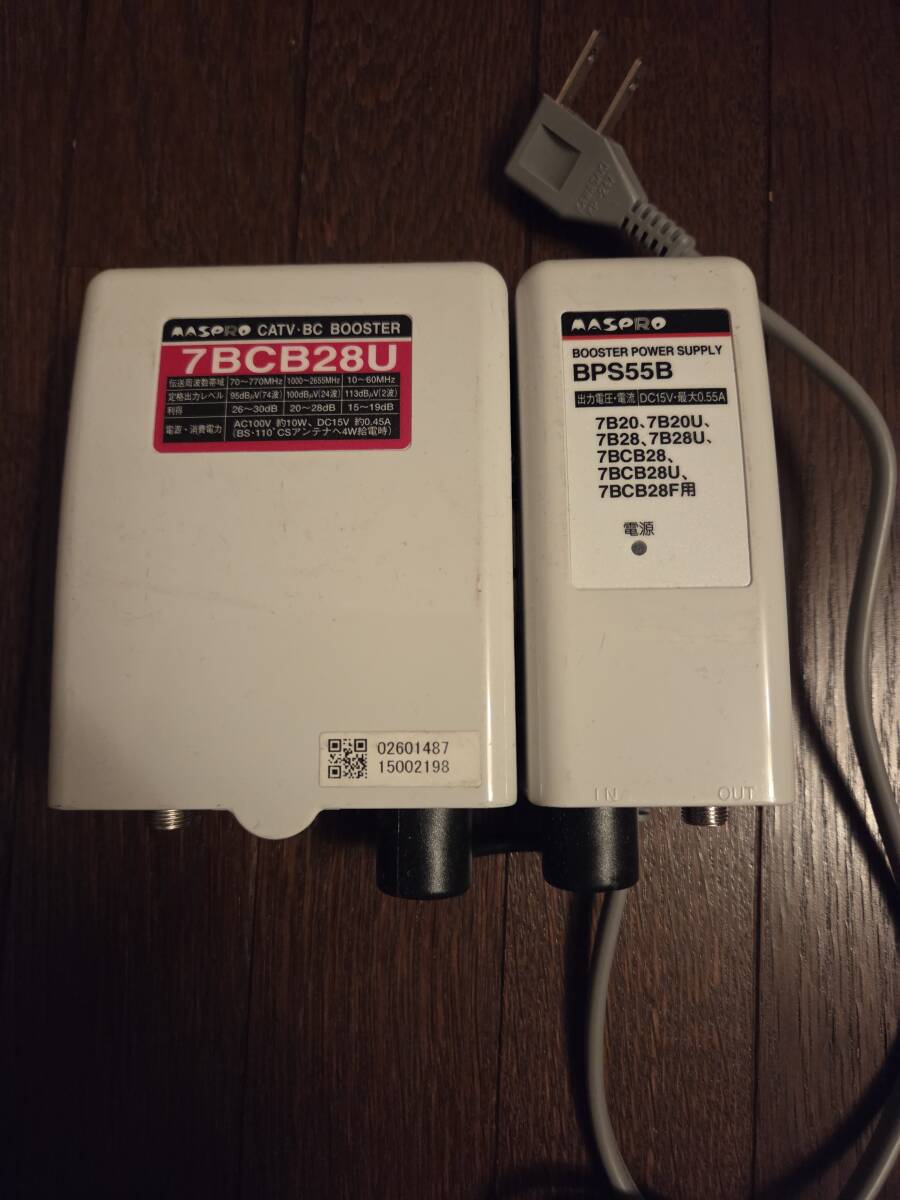 MASPRO CATV・BC BOOSTER
7BCB28U
伝送周波数帯域 70～770MHz 1000～2655MHz 10～60MHz
定格出力レベル 95dBμV(74波) 100dBμV(24波) 113dBμV(2波)
利得 26～30dB 20～28dB 15～19dB
電源・消費電力 AC100V 約10W、DC15V 約0.45A
(BS・110°CSアンテナへ4W給電時)
02601487
15002198
MASPRO
BOOSTER POWER SUPPLY
BPS55B
出力電圧・電流 DC15V・最大0.55A
7B20、7B20U、
7B28、7B28U、
7BCB28、
7BCB28U、
7BCB28F用
電源
IN OUT